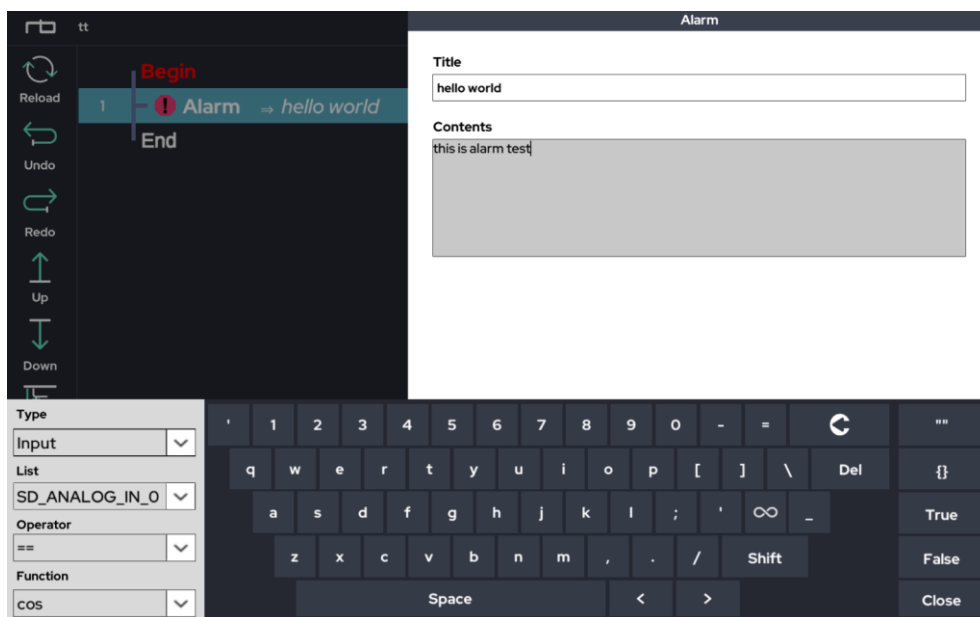 rb tt
Reload
Undo
Redo
Up
Down
Begin
1 ! Alarm ⇒ hello world
End
Alarm
Title
hello world
Contents
this is alarm test
Type
Input
List
SD_ANALOG_IN_0
Operator
==
Function
cos
' 1 2 3 4 5 6 7 8 9 0 - = C ""
q w e r t y u i o p [ ] \ Del {}
a s d f g h j k l ; ' ∞ _ True
z x c v b n m , . / Shift False
Space < > Close